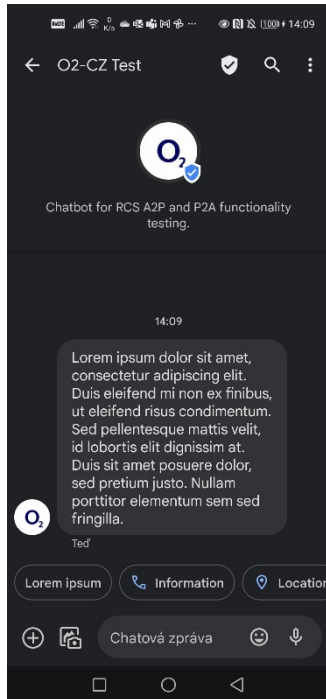 VoLTE 0 K/s ... 100 14:09
O2-CZ Test
O2
Chatbot for RCS A2P and P2A functionality
testing.
14:09
Lorem ipsum dolor sit amet,
consectetur adipiscing elit.
Duis eleifend mi non ex finibus,
ut eleifend risus condimentum.
Sed pellentesque mattis velit,
id lobortis elit dignissim at.
Duis sit amet posuere dolor,
sed pretium justo. Nullam
porttitor elementum sem sed
fringilla.
O2
Teď
Lorem ipsum Information Location
Chatová zpráva